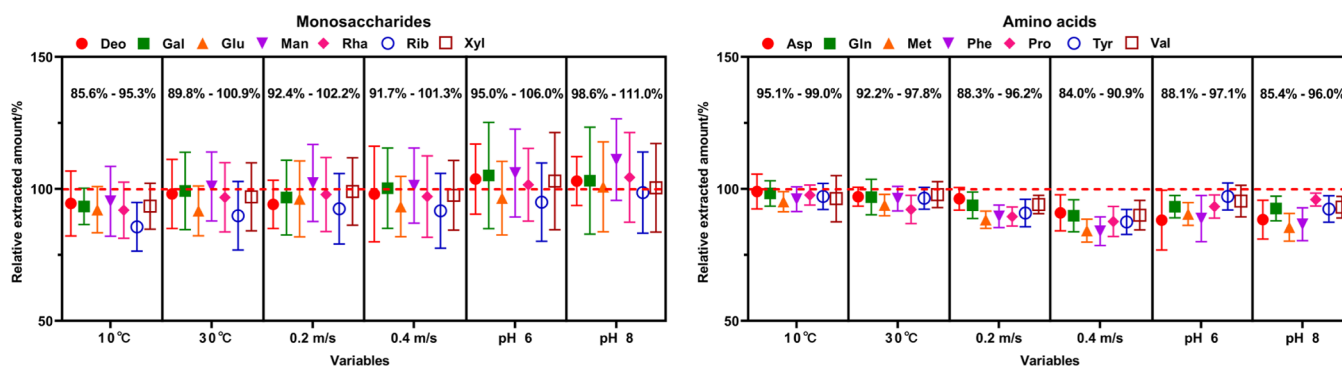 Monosaccharides
Deo Gal Glu Man Rha Rib Xyl
150
85.6% - 95.3% 89.8% - 100.9% 92.4% - 102.2% 91.7% - 101.3% 95.0% - 106.0% 98.6% - 111.0%
Relative extracted amount/%
100
50
10℃ 30℃ 0.2 m/s 0.4 m/s pH 6 pH 8
Variables
Amino acids
Asp Gln Met Phe Pro Tyr Val
150
95.1% - 99.0% 92.2% - 97.8% 88.3% - 96.2% 84.0% - 90.9% 88.1% - 97.1% 85.4% - 96.0%
Relative extracted amount/%
100
50
10℃ 30℃ 0.2 m/s 0.4 m/s pH 6 pH 8
Variables